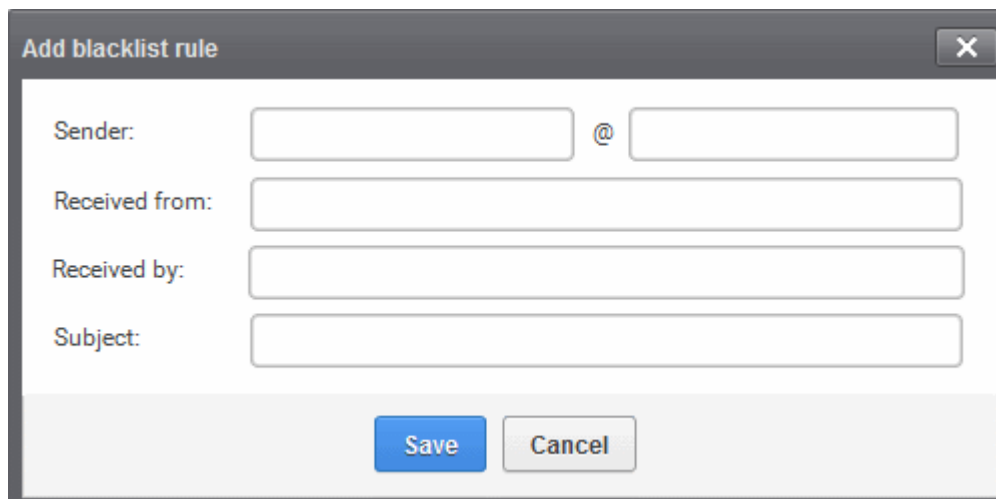 Add blacklist rule
Sender: @
Received from:
Received by:
Subject:
Save Cancel